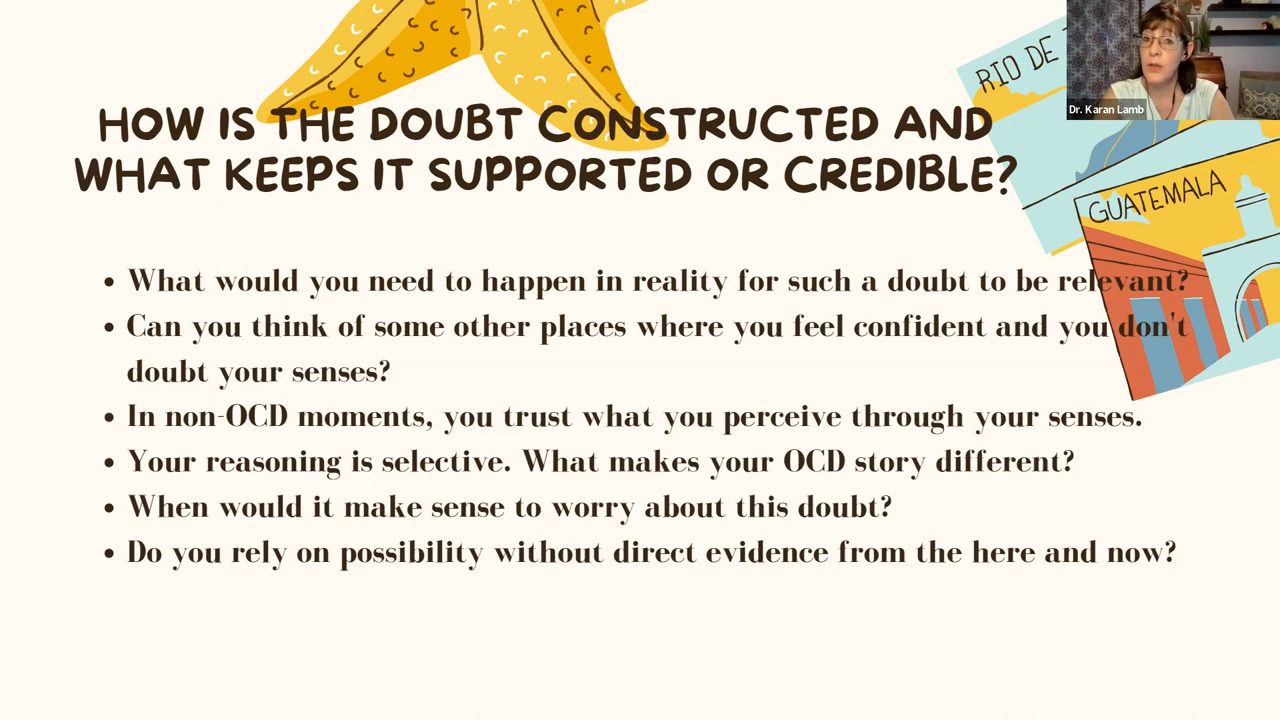 RIO DE
Dr. Karan Lamb
HOW IS THE DOUBT CONSTRUCTED AND
WHAT KEEPS IT SUPPORTED OR CREDIBLE?
GUATEMALA
• What would you need to happen in reality for such a doubt to be relevant?
• Can you think of some other places where you feel confident and you don't
doubt your senses?
• In non-OCD moments, you trust what you perceive through your senses.
• Your reasoning is selective. What makes your OCD story different?
• When would it make sense to worry about this doubt?
• Do you rely on possibility without direct evidence from the here and now?